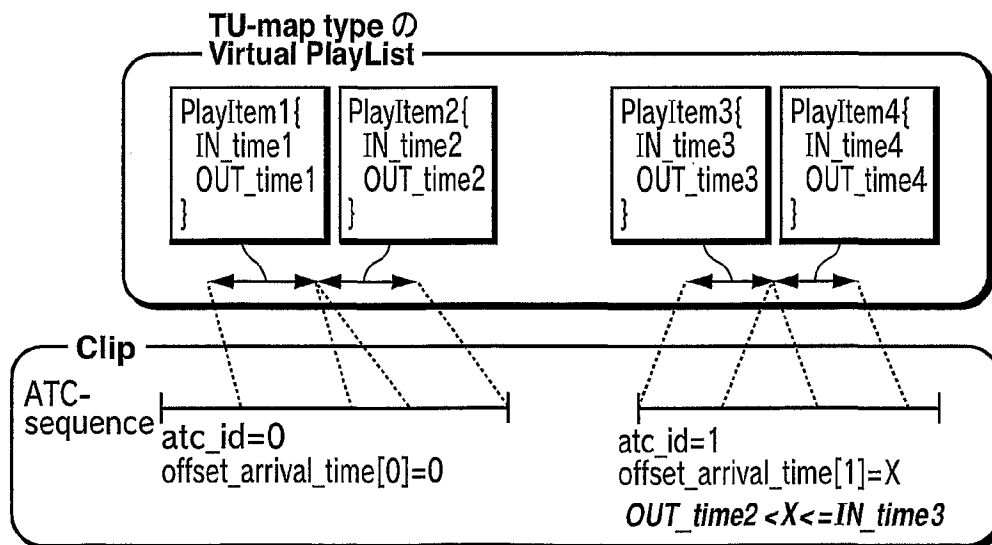 TU-map type の
Virtual PlayList
PlayItem1{
IN_time1
OUT_time1
}
PlayItem2{
IN_time2
OUT_time2
}
PlayItem3{
IN_time3
OUT_time3
}
PlayItem4{
IN_time4
OUT_time4
}
Clip
ATC-
sequence
atc_id=0
offset_arrival_time[0]=0
atc_id=1
offset_arrival_time[1]=X
OUT_time2<X<=IN_time3